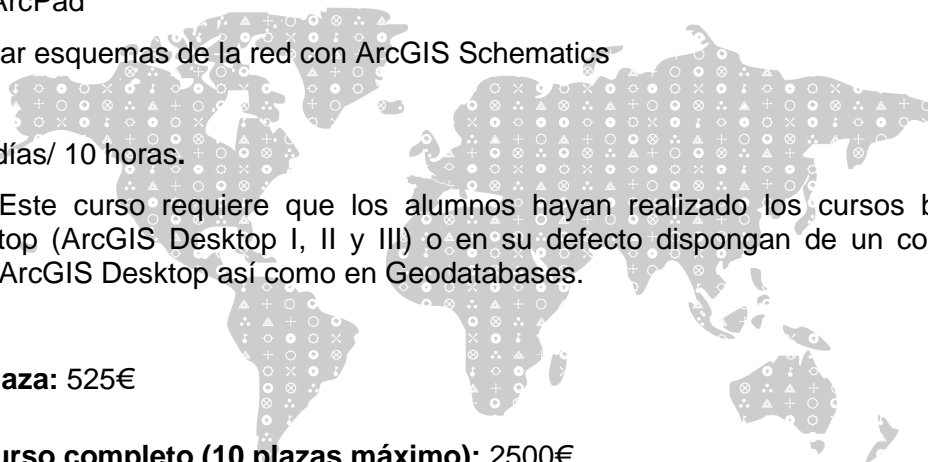 ArcPad
ar esquemas de la red con ArcGIS Schematics
días/ 10 horas.
Este curso requiere que los alumnos hayan realizado los cursos b
top (ArcGIS Desktop I, II y III) o en su defecto dispongan de un co
ArcGIS Desktop así como en Geodatabases.
aza: 525€
urso completo (10 plazas máximo): 2500€